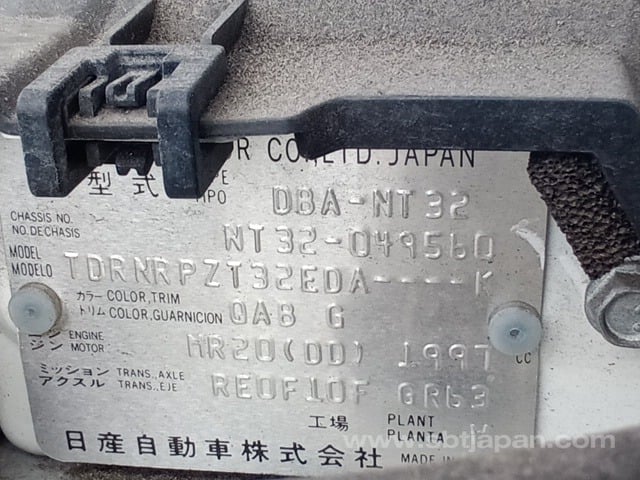 R CO.,LTD. JAPAN
型式 TYPE TIPO DBA-NT32
CHASSIS NO. NT32-049560
NO.DECHASIS
MODEL TDRNRPZT32EDA----K
MODELO
カラー COLOR,TRIM QAB G
トリム COLOR,GUARNICION
ENGINE MR20(DD) 1997 CC
ジン MOTOR
ミッション TRANS.,AXLE RE0F10F GR63
アクスル TRANS.,EJE
工場 PLANT
PLANTA
日産自動車株式会社 MADE IN